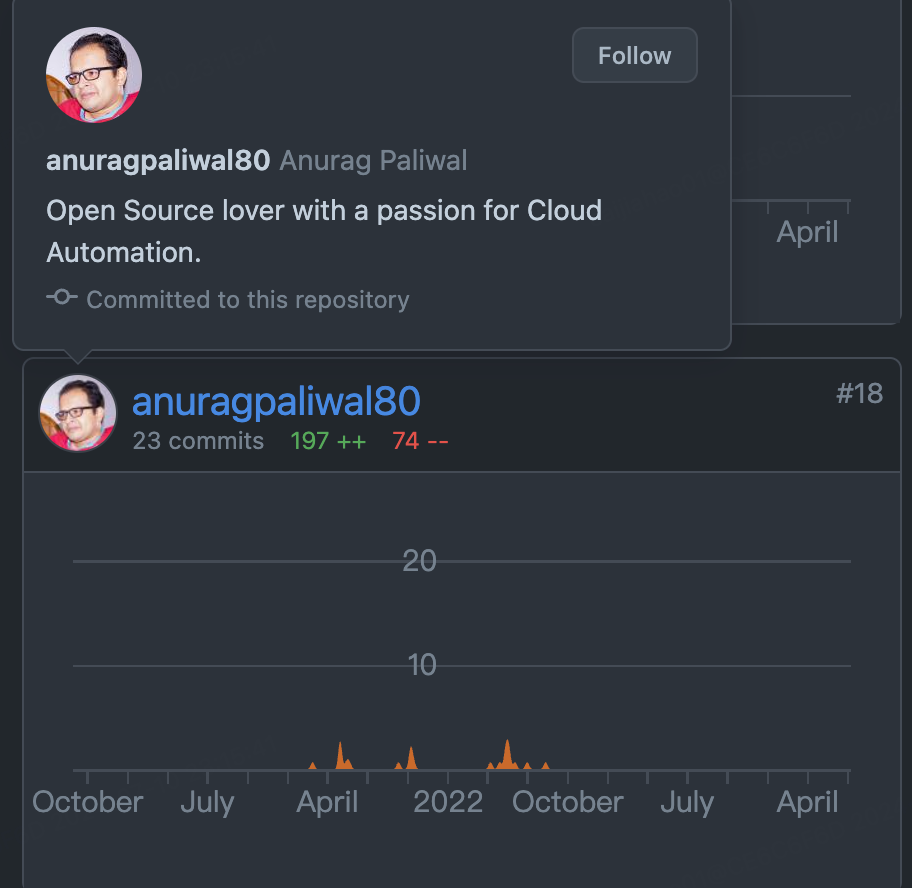 Follow
anuragpaliwal80 Anurag Paliwal
Open Source lover with a passion for Cloud
Automation.
Committed to this repository
April
anuragpaliwal80
#18
23 commits 197 ++ 74 --
20
10
October July April 2022 October July April